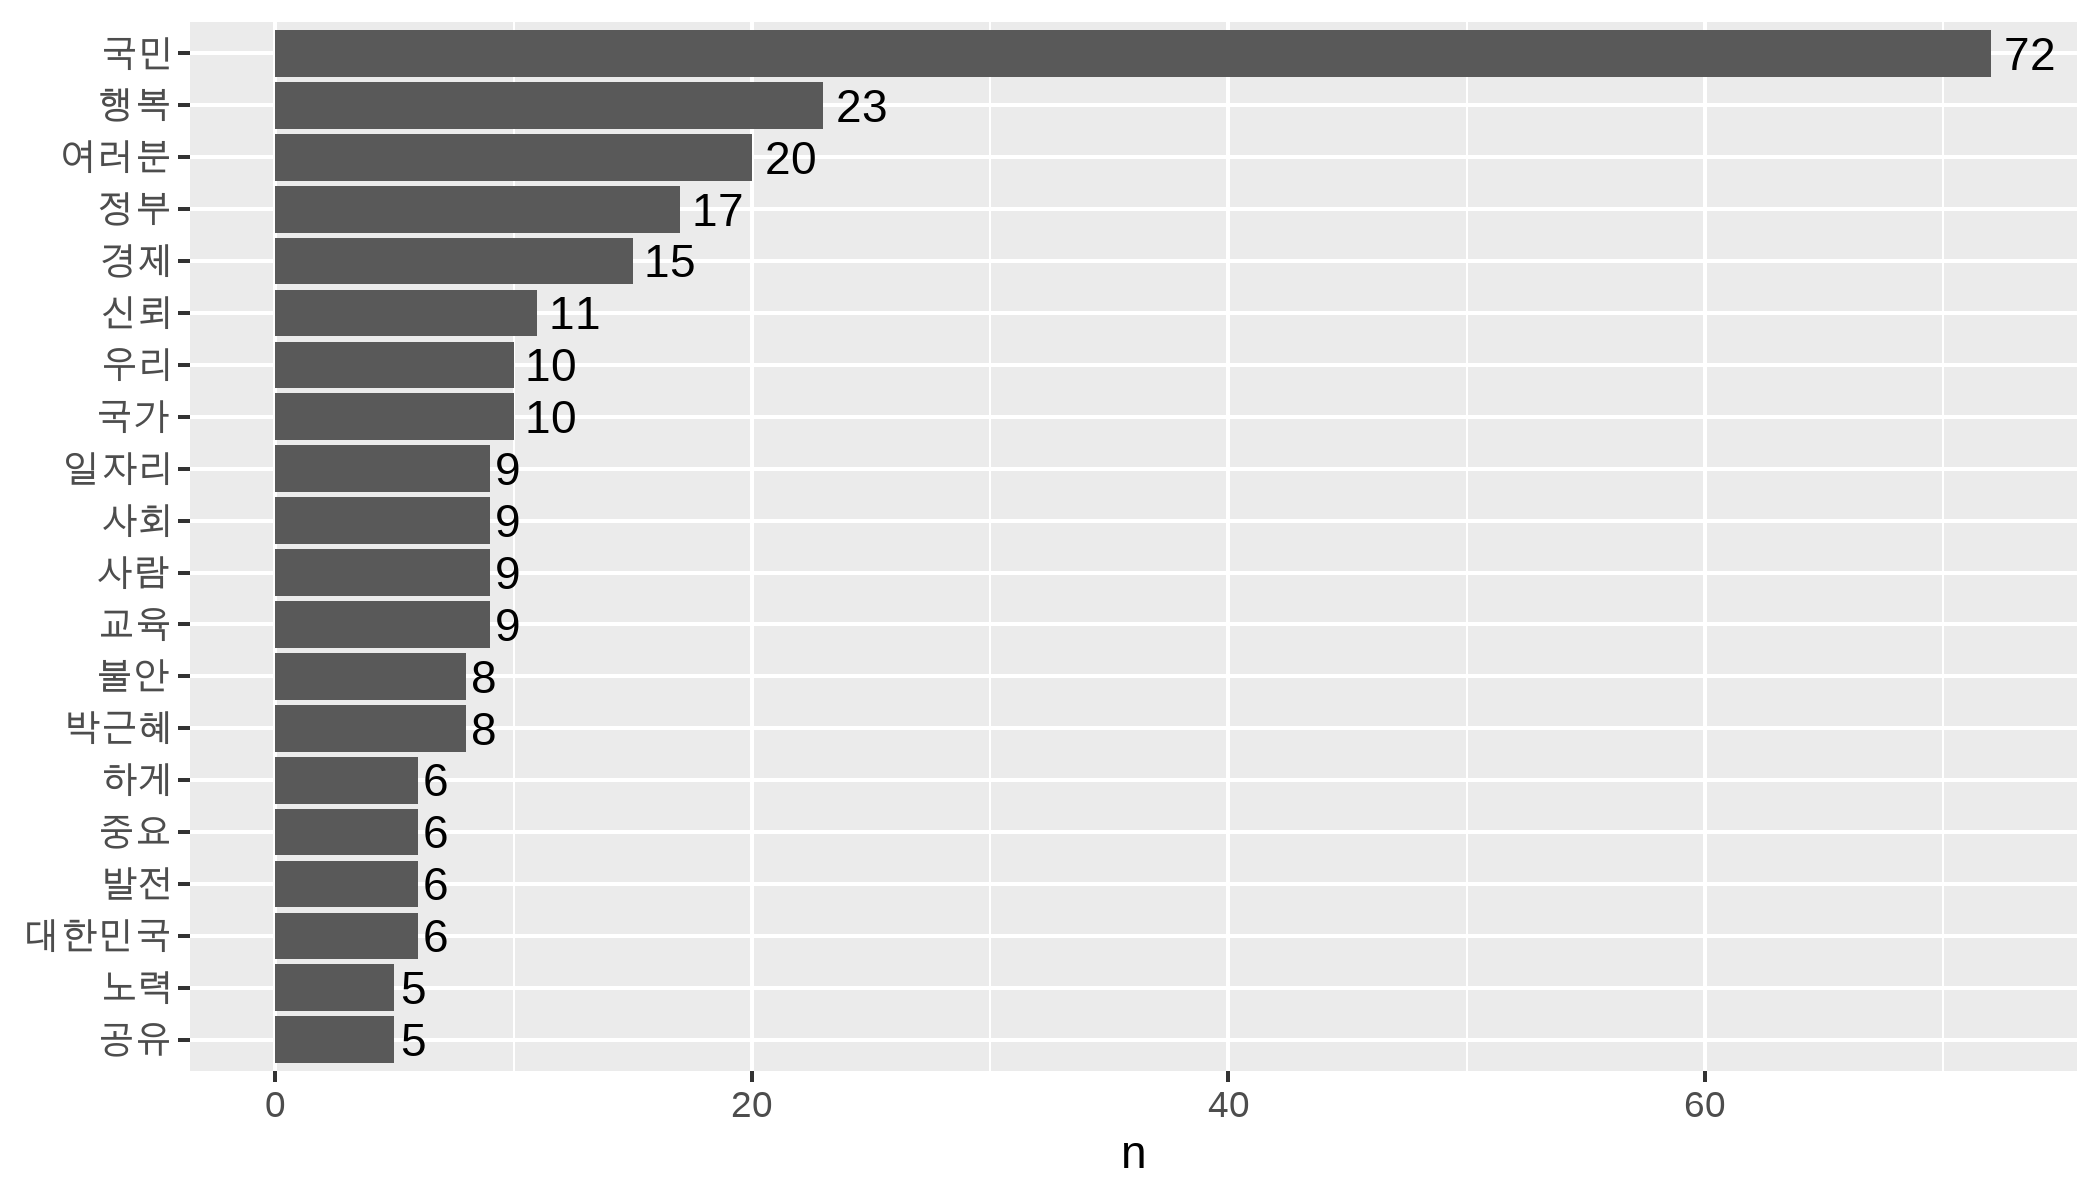 국민 72
행복 23
여러분 20
정부 17
경제 15
신뢰 11
우리 10
국가 10
일자리 9
사회 9
사람 9
교육 9
불안 8
박근혜 8
하게 6
중요 6
발전 6
대한민국 6
노력 5
공유 5
0 20 40 60
n